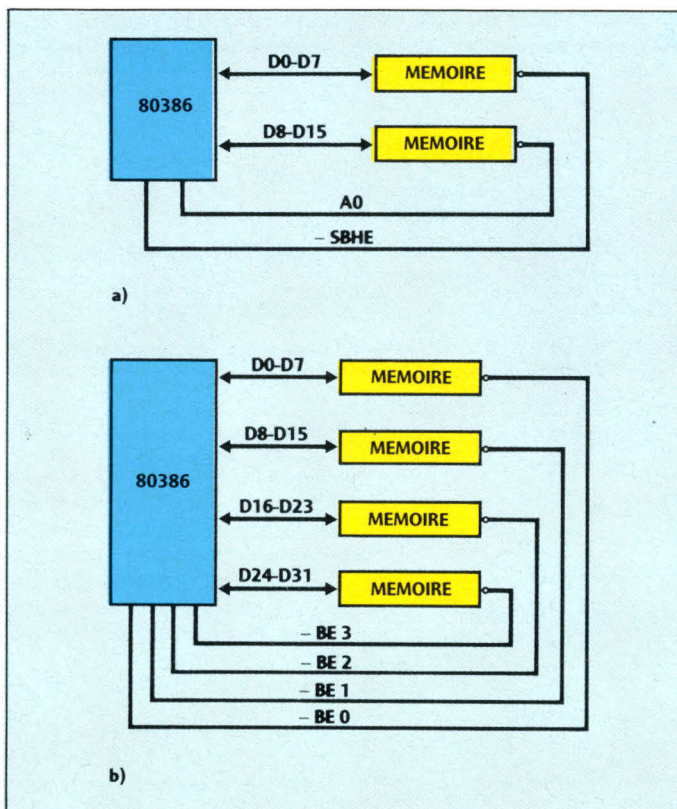 80386
D0-D7
MEMOIRE
D8-D15
MEMOIRE
A0
– SBHE
a)
80386
D0-D7
MEMOIRE
D8-D15
MEMOIRE
D16-D23
MEMOIRE
D24-D31
MEMOIRE
– BE 3
– BE 2
– BE 1
– BE 0
b)